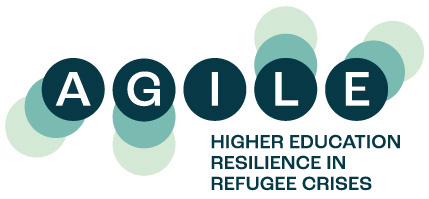 AGILE
HIGHER EDUCATION
RESILIENCE IN
REFUGEE CRISES